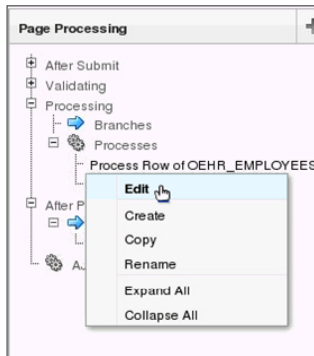 Page Processing
After Submit
Validating
Processing
Branches
Processes
Process Row of OEHR_EMPLOYEES
Edit
After P
Create
Copy
Rename
Expand All
Collapse All